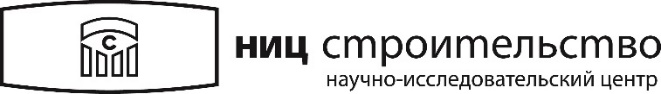 С
ниц строительство
научно-исследовательский центр